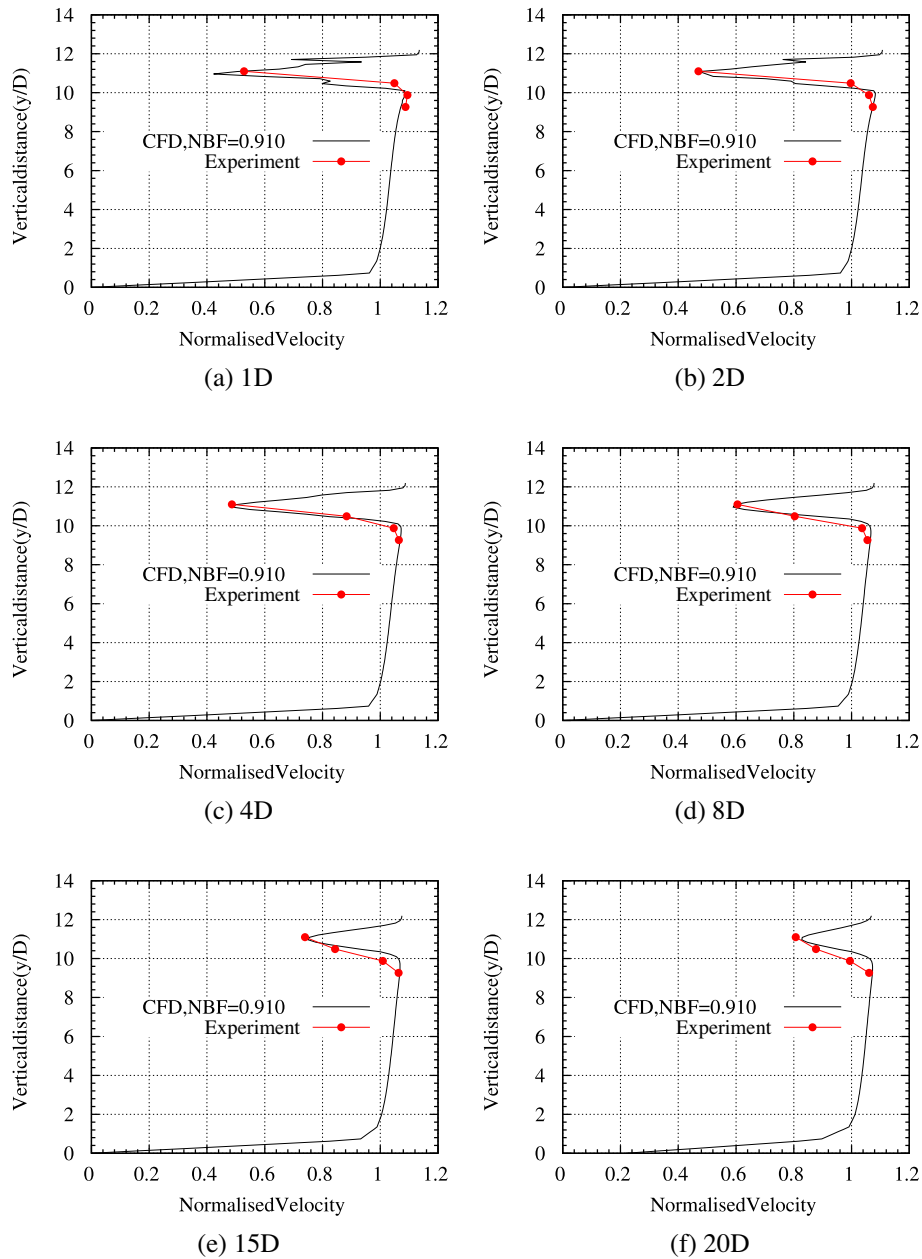 14
12
10
8
6
4
2
0
0 0.2 0.4 0.6 0.8 1 1.2
Verticaldistance(y/D)
NormalisedVelocity
CFD,NBF=0.910
Experiment
(a) 1D
14
12
10
8
6
4
2
0
0 0.2 0.4 0.6 0.8 1 1.2
Verticaldistance(y/D)
NormalisedVelocity
CFD,NBF=0.910
Experiment
(b) 2D
14
12
10
8
6
4
2
0
0 0.2 0.4 0.6 0.8 1 1.2
Verticaldistance(y/D)
NormalisedVelocity
CFD,NBF=0.910
Experiment
(c) 4D
14
12
10
8
6
4
2
0
0 0.2 0.4 0.6 0.8 1 1.2
Verticaldistance(y/D)
NormalisedVelocity
CFD,NBF=0.910
Experiment
(d) 8D
14
12
10
8
6
4
2
0
0 0.2 0.4 0.6 0.8 1 1.2
Verticaldistance(y/D)
NormalisedVelocity
CFD,NBF=0.910
Experiment
(e) 15D
14
12
10
8
6
4
2
0
0 0.2 0.4 0.6 0.8 1 1.2
Verticaldistance(y/D)
NormalisedVelocity
CFD,NBF=0.910
Experiment
(f) 20D